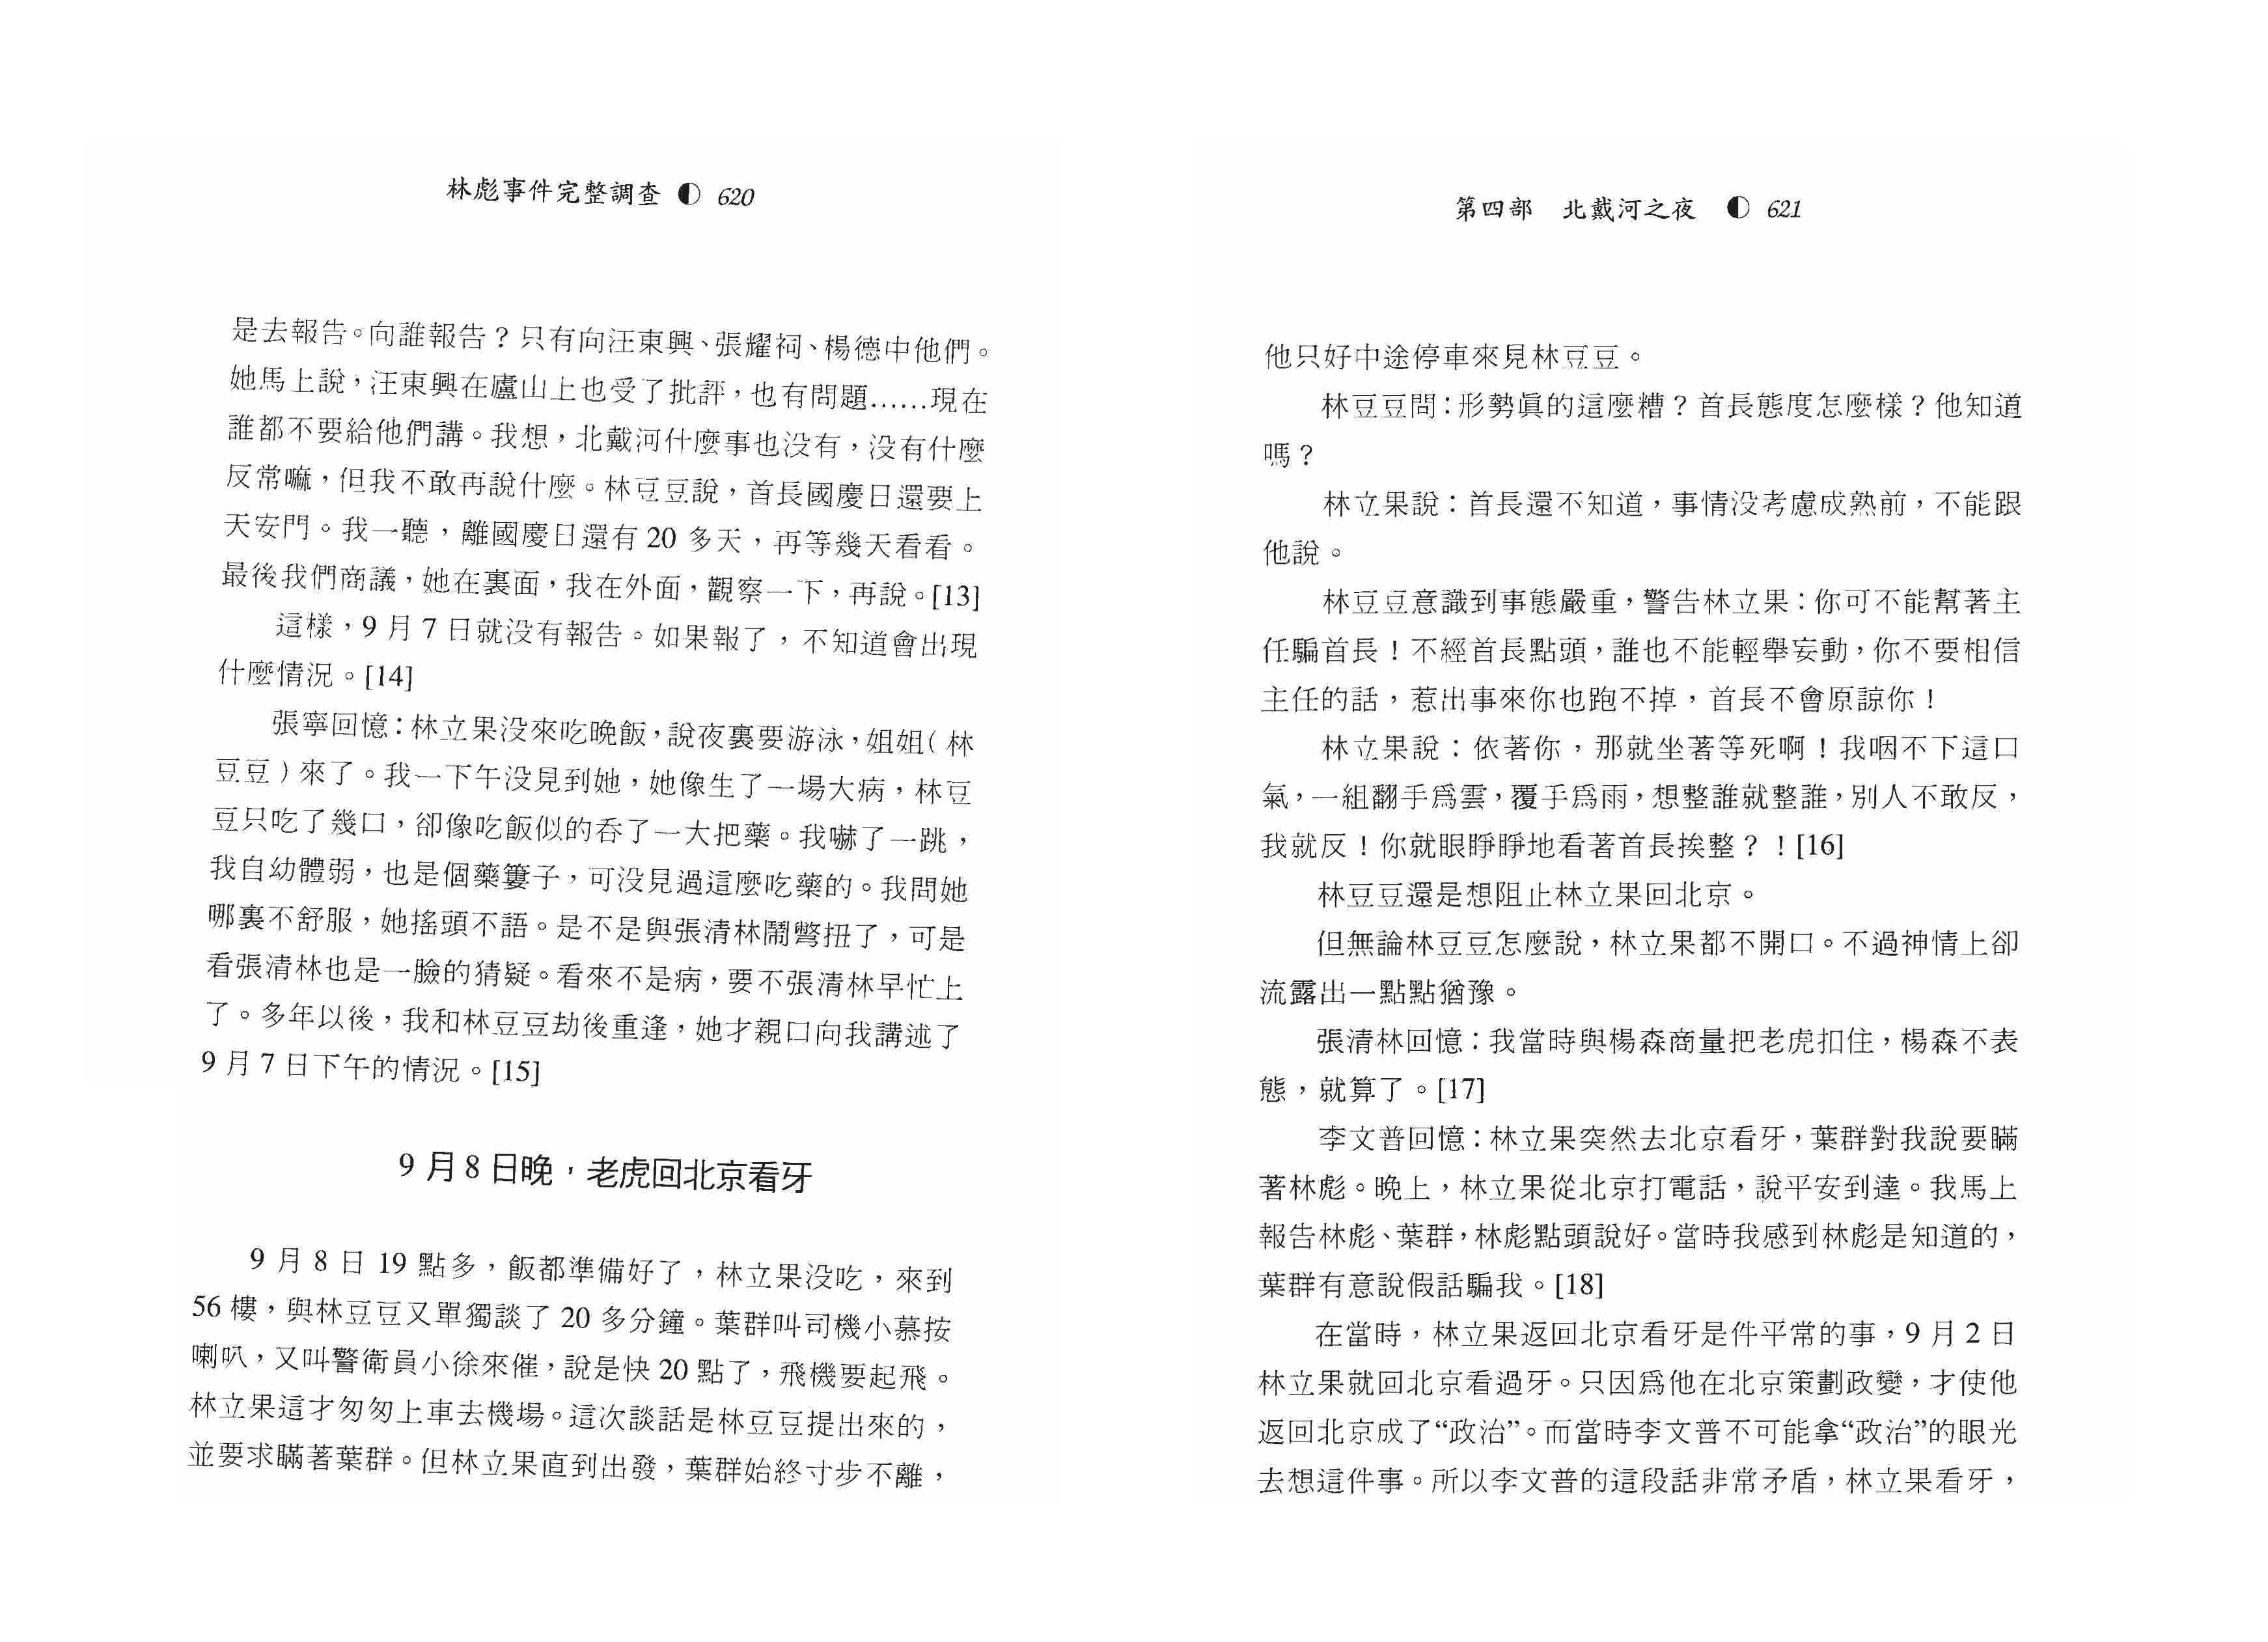 林彪事件完整調查 ◐ 620
是去報告。向誰報告？只有向汪東興、張耀祠、楊德中他們。
她馬上說，汪東興在廬山上也受了批評，也有問題……現在
誰都不要給他們講。我想，北戴河什麼事也没有，没有什麼
反常嘛，但我不敢再說什麼。林豆豆說，首長國慶日還要上
天安門。我一聽，離國慶日還有 20 多天，再等幾天看看。
最後我們商議，她在裏面，我在外面，觀察一下，再說。[13]
這樣，9 月 7 日就没有報告。如果報了，不知道會出現
什麼情況。[14]
張寧回憶：林立果没來吃晚飯，說夜裏要游泳，姐姐（林
豆豆）來了。我一下午没見到她，她像生了一場大病，林豆
豆只吃了幾口，卻像吃飯似的吞了一大把藥。我嚇了一跳，
我自幼體弱，也是個藥簍子，可没見過這麼吃藥的。我問她
哪裏不舒服，她搖頭不語。是不是與張清林鬧彆扭了，可是
看張清林也是一臉的猜疑。看來不是病，要不張清林早忙上
了。多年以後，我和林豆豆劫後重逢，她才親口向我講述了
9 月 7 日下午的情況。[15]
9 月 8 日晚，老虎回北京看牙
9 月 8 日 19 點多，飯都準備好了，林立果没吃，來到
56 樓，與林豆豆又單獨談了 20 多分鐘。葉群叫司機小慕按
喇叭，又叫警衛員小徐來催，說是快 20 點了，飛機要起飛。
林立果這才匆匆上車去機場。這次談話是林豆豆提出來的，
並要求瞞著葉群。但林立果直到出發，葉群始終寸步不離，
第四部　北戴河之夜 ◐ 621
他只好中途停車來見林豆豆。
林豆豆問：形勢眞的這麼糟？首長態度怎麼樣？他知道
嗎？
林立果說：首長還不知道，事情没考慮成熟前，不能跟
他說。
林豆豆意識到事態嚴重，警告林立果：你可不能幫著主
任騙首長！不經首長點頭，誰也不能輕舉妄動，你不要相信
主任的話，惹出事來你也跑不掉，首長不會原諒你！
林立果說：依著你，那就坐著等死啊！我咽不下這口
氣，一組翻手爲雲，覆手爲雨，想整誰就整誰，別人不敢反，
我就反！你就眼睜睜地看著首長挨整？！[16]
林豆豆還是想阻止林立果回北京。
但無論林豆豆怎麼說，林立果都不開口。不過神情上卻
流露出一點點猶豫。
張清林回憶：我當時與楊森商量把老虎扣住，楊森不表
態，就算了。[17]
李文普回憶：林立果突然去北京看牙，葉群對我說要瞞
著林彪。晚上，林立果從北京打電話，說平安到達。我馬上
報告林彪、葉群，林彪點頭說好。當時我感到林彪是知道的，
葉群有意說假話騙我。[18]
在當時，林立果返回北京看牙是件平常的事，9 月 2 日
林立果就回北京看過牙。只因爲他在北京策劃政變，才使他
返回北京成了“政治”。而當時李文普不可能拿“政治”的眼光
去想這件事。所以李文普的這段話非常矛盾，林立果看牙，